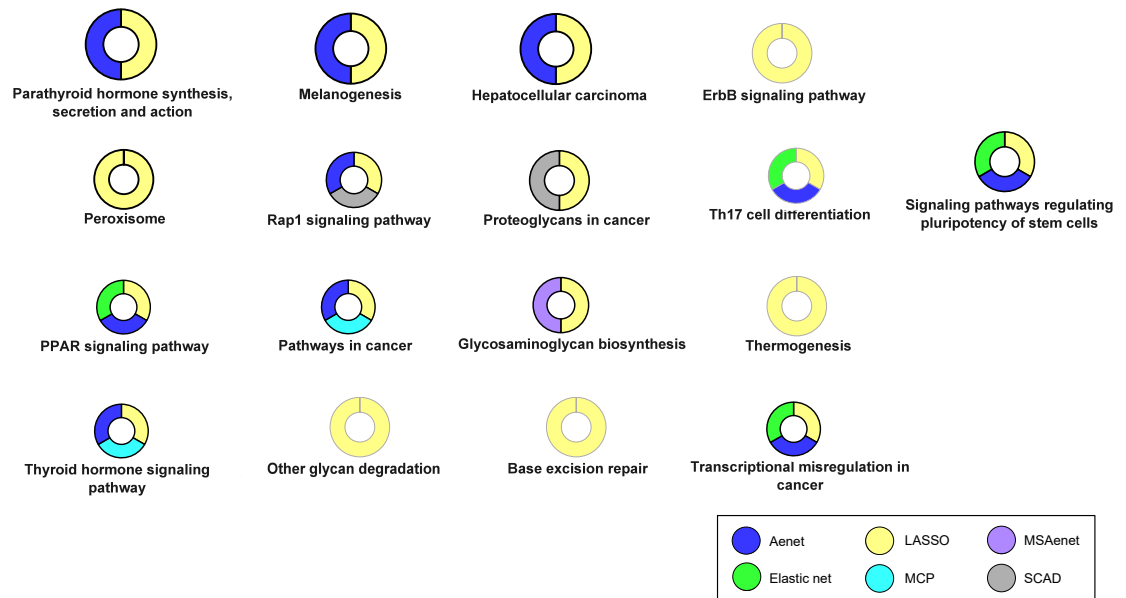 Parathyroid hormone synthesis,
secretion and action
Melanogenesis
Hepatocellular carcinoma
ErbB signaling pathway
Peroxisome
Rap1 signaling pathway
Proteoglycans in cancer
Th17 cell differentiation
Signaling pathways regulating
pluripotency of stem cells
PPAR signaling pathway
Pathways in cancer
Glycosaminoglycan biosynthesis
Thermogenesis
Thyroid hormone signaling
pathway
Other glycan degradation
Base excision repair
Transcriptional misregulation in
cancer
Aenet
LASSO
MSAenet
Elastic net
MCP
SCAD